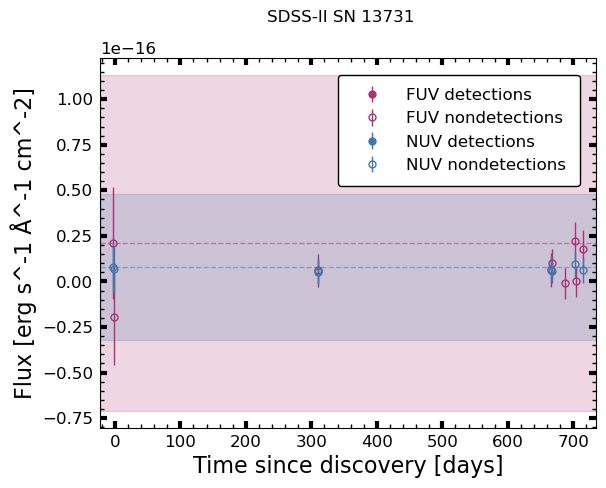 SDSS-II SN 13731
1e−16
Flux [erg s^-1 Å^-1 cm^-2]
1.00
0.75
0.50
0.25
0.00
−0.25
−0.50
−0.75
FUV detections
FUV nondetections
NUV detections
NUV nondetections
0 100 200 300 400 500 600 700
Time since discovery [days]